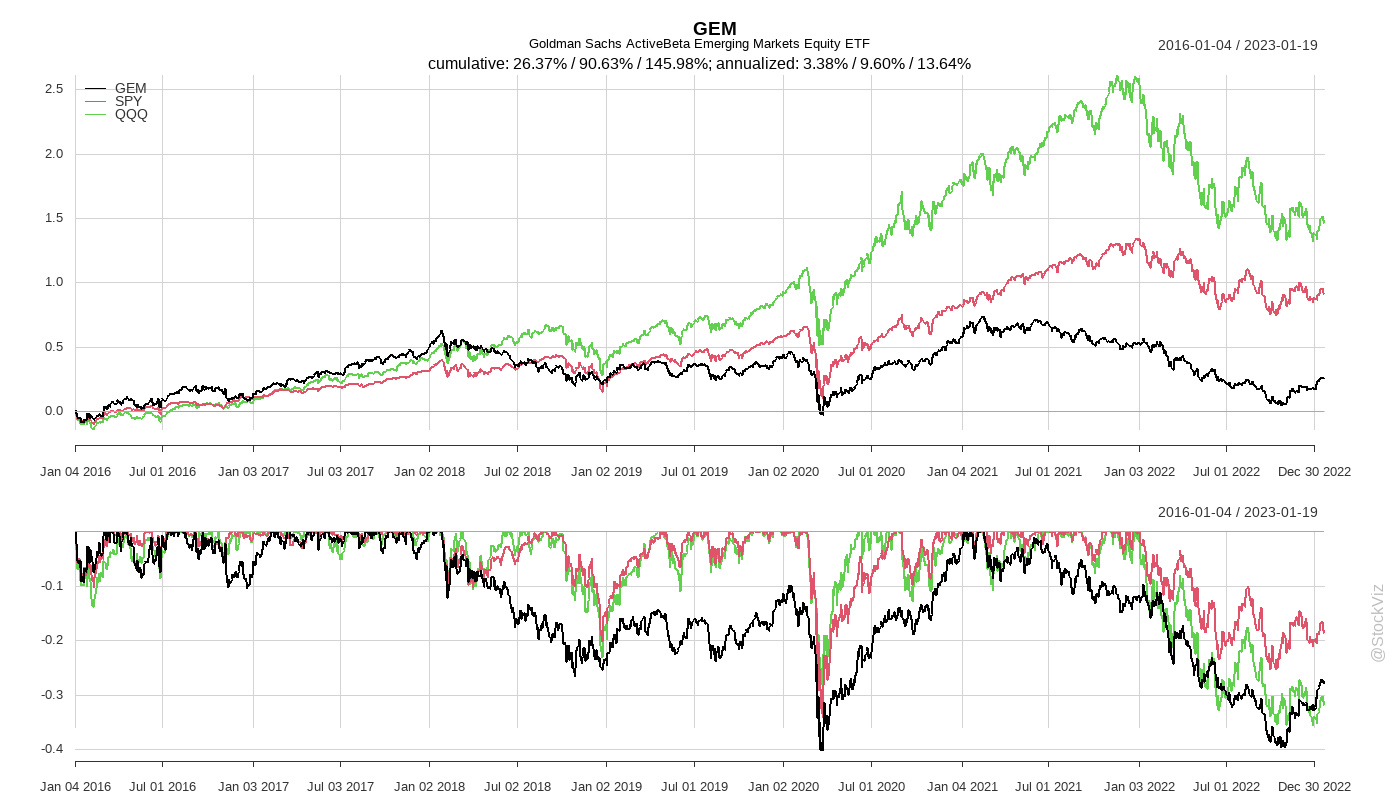 GEM
Goldman Sachs ActiveBeta Emerging Markets Equity ETF
2016-01-04 / 2023-01-19
cumulative: 26.37% / 90.63% / 145.98%; annualized: 3.38% / 9.60% / 13.64%
GEM
SPY
QQQ
2.5
2.0
1.5
1.0
0.5
0.0
Jan 04 2016 Jul 01 2016 Jan 03 2017 Jul 03 2017 Jan 02 2018 Jul 02 2018 Jan 02 2019 Jul 01 2019 Jan 02 2020 Jul 01 2020 Jan 04 2021 Jul 01 2021 Jan 03 2022 Jul 01 2022 Dec 30 2022
2016-01-04 / 2023-01-19
-0.1
-0.2
-0.3
-0.4
Jan 04 2016 Jul 01 2016 Jan 03 2017 Jul 03 2017 Jan 02 2018 Jul 02 2018 Jan 02 2019 Jul 01 2019 Jan 02 2020 Jul 01 2020 Jan 04 2021 Jul 01 2021 Jan 03 2022 Jul 01 2022 Dec 30 2022
@StockViz